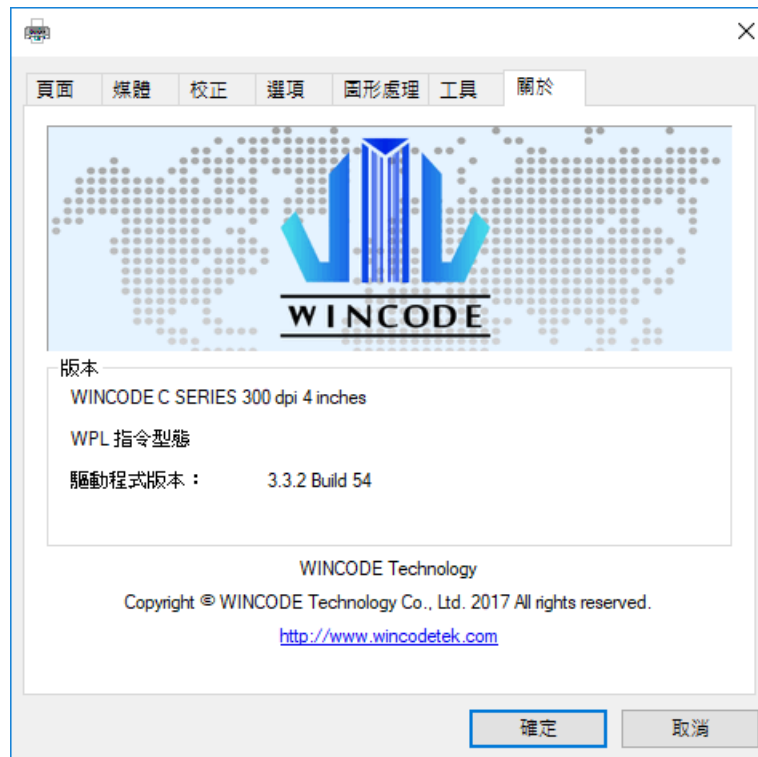 頁面 媒體 校正 選項 圖形處理 工具 關於
WINCODE
版本
WINCODE C SERIES 300 dpi 4 inches
WPL 指令型態
驅動程式版本： 3.3.2 Build 54
WINCODE Technology
Copyright © WINCODE Technology Co., Ltd. 2017 All rights reserved.
http://www.wincodetek.com
確定 取消